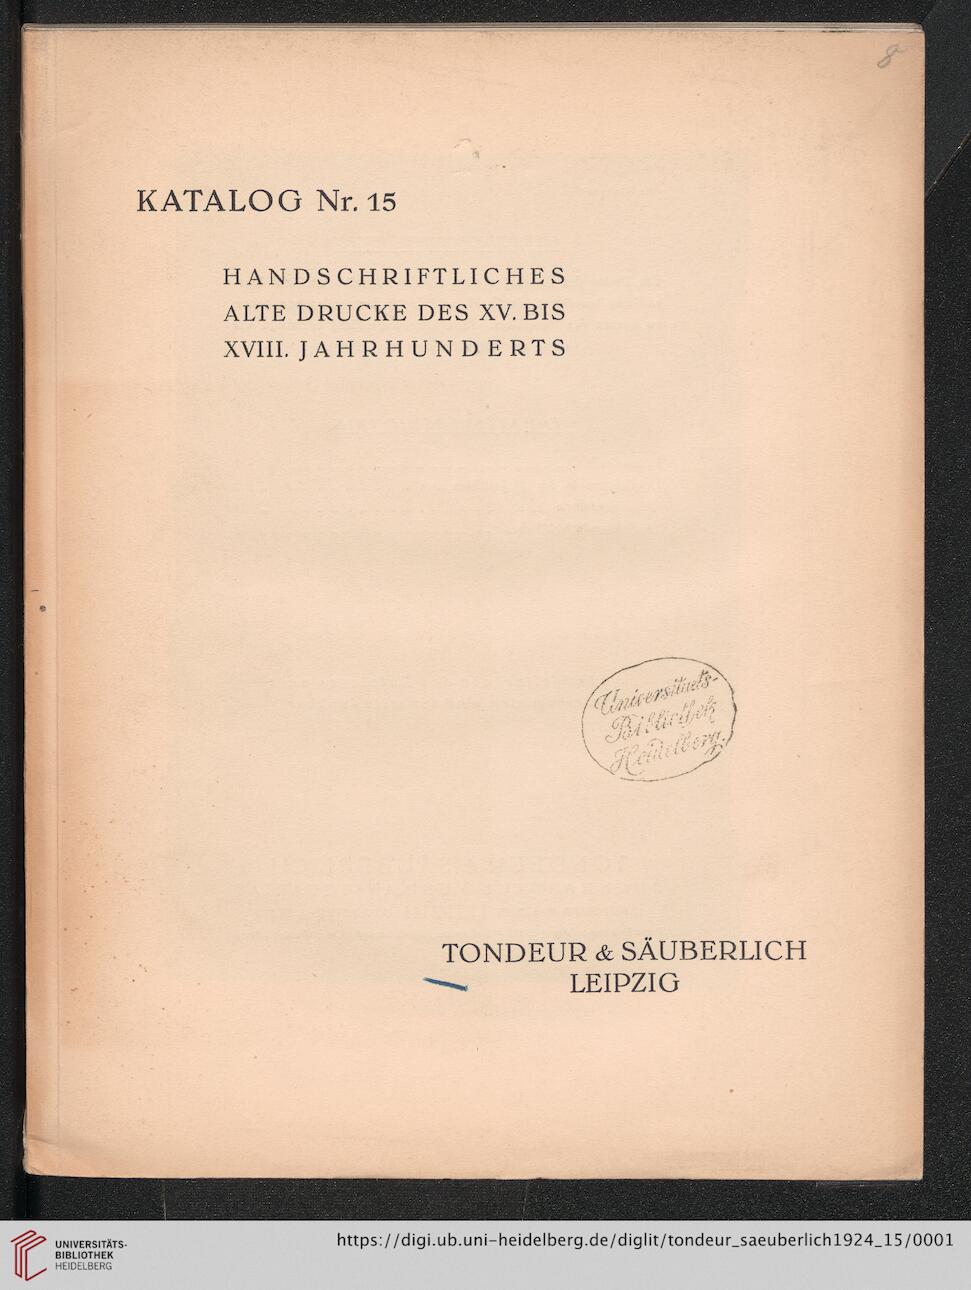 8
KATALOG Nr. 15
HANDSCHRIFTLICHES
ALTE DRUCKE DES XV. BIS
XVIII. JAHRHUNDERTS
Universitaets-
Bibliothek
Heidelberg.
TONDEUR & SÄUBERLICH
LEIPZIG
UNIVERSITÄTS-
BIBLIOTHEK
HEIDELBERG
https://digi.ub.uni-heidelberg.de/diglit/tondeur_saeuberlich1924_15/0001